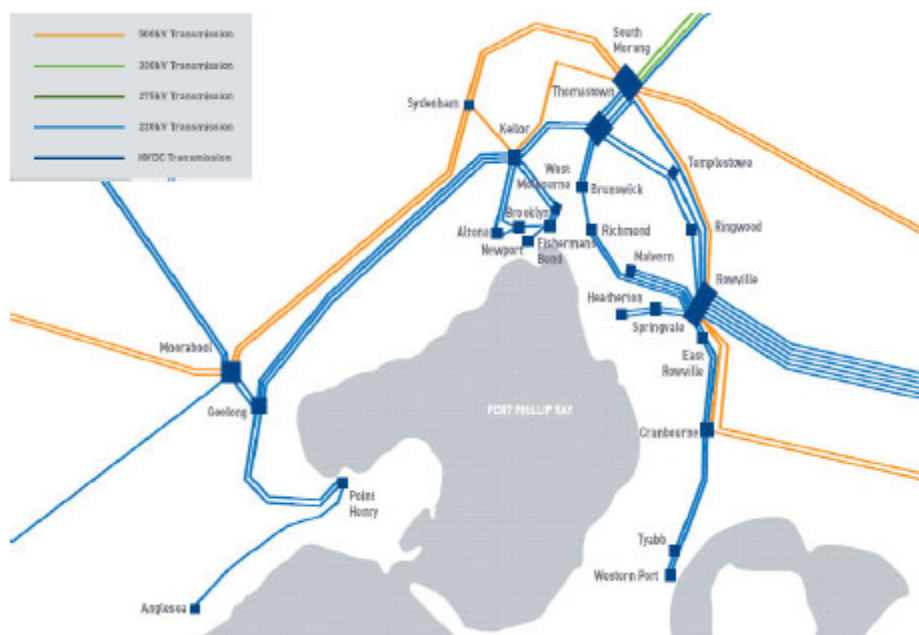 500kV Transmission
330kV Transmission
275kV Transmission
220kV Transmission
HVDC Transmission
South
Morang
Thomastown
Sydenham
Keilor
Templestowe
West
Melbourne
Brunswick
Brooklyn
Altona
Newport
Fishermans
Bend
Richmond
Ringwood
Malvern
Rowville
Heatherton
Springvale
East
Rowville
Moorabool
Geelong
PORT PHILLIP BAY
Cranbourne
Point
Henry
Tyabb
Western Port
Anglesea